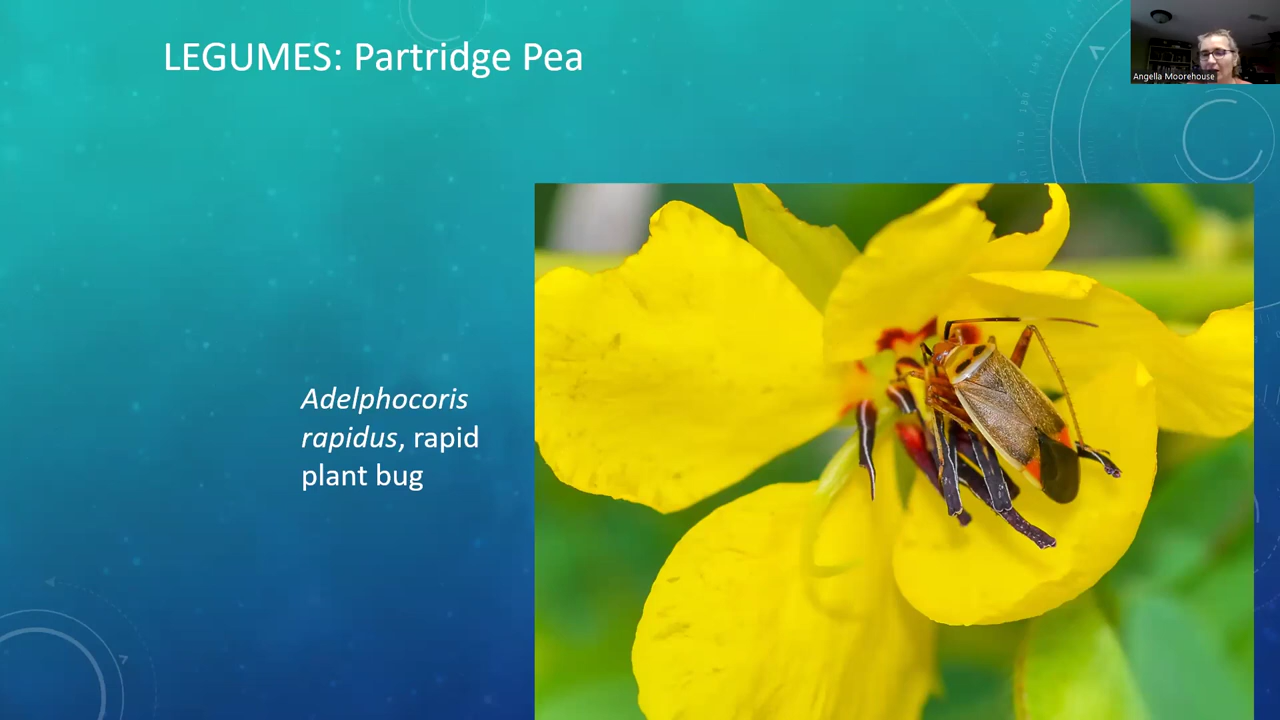 LEGUMES: Partridge Pea
Angella Moorehouse
Adelphocoris
rapidus, rapid
plant bug